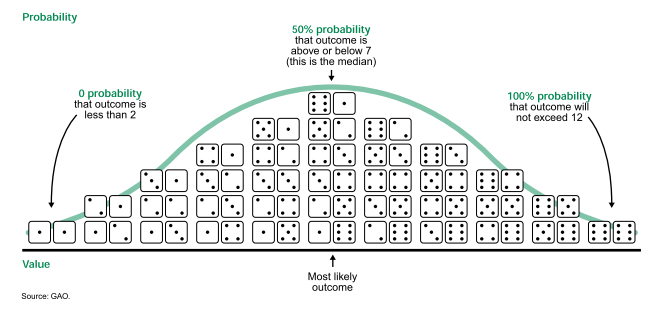 Probability
50% probability
that outcome is
above or below 7
(this is the median)
0 probability
that outcome is
less than 2
100% probability
that outcome will
not exceed 12
Value
Most likely
outcome
Source: GAO.